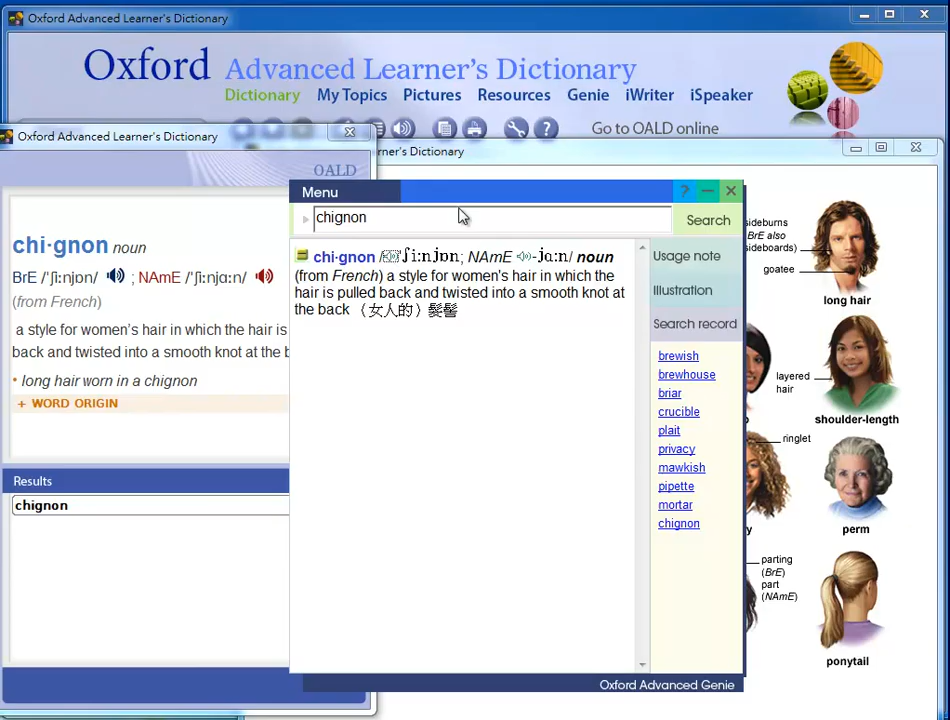 Oxford Advanced Learner's Dictionary
Oxford Advanced Learner's Dictionary
Dictionary My Topics Pictures Resources Genie iWriter iSpeaker
Go to OALD online
Oxford Advanced Learner's Dictionary
rner's Dictionary
OALD
chi·gnon noun
BrE /ˈʃiːnjɒn/ ; NAmE /ˈʃiːnjɑːn/
(from French)
a style for women's hair in which the hair is
back and twisted into a smooth knot at the b
• long hair worn in a chignon
+ WORD ORIGIN
Results
chignon
Menu
? — ×
chignon
Search
chi·gnon /ˈʃiːnjɒn; NAmE -jɑːn/ noun
(from French) a style for women's hair in which the
hair is pulled back and twisted into a smooth knot at
the back（女人的）髮髻
Usage note
Illustration
Search record
brewish
brewhouse
briar
crucible
plait
privacy
mawkish
pipette
mortar
chignon
Oxford Advanced Genie
sideburns
(BrE also
sideboards)
goatee
long hair
layered
hair
shoulder-length
ringlet
perm
parting
(BrE)
part
(NAmE)
ponytail